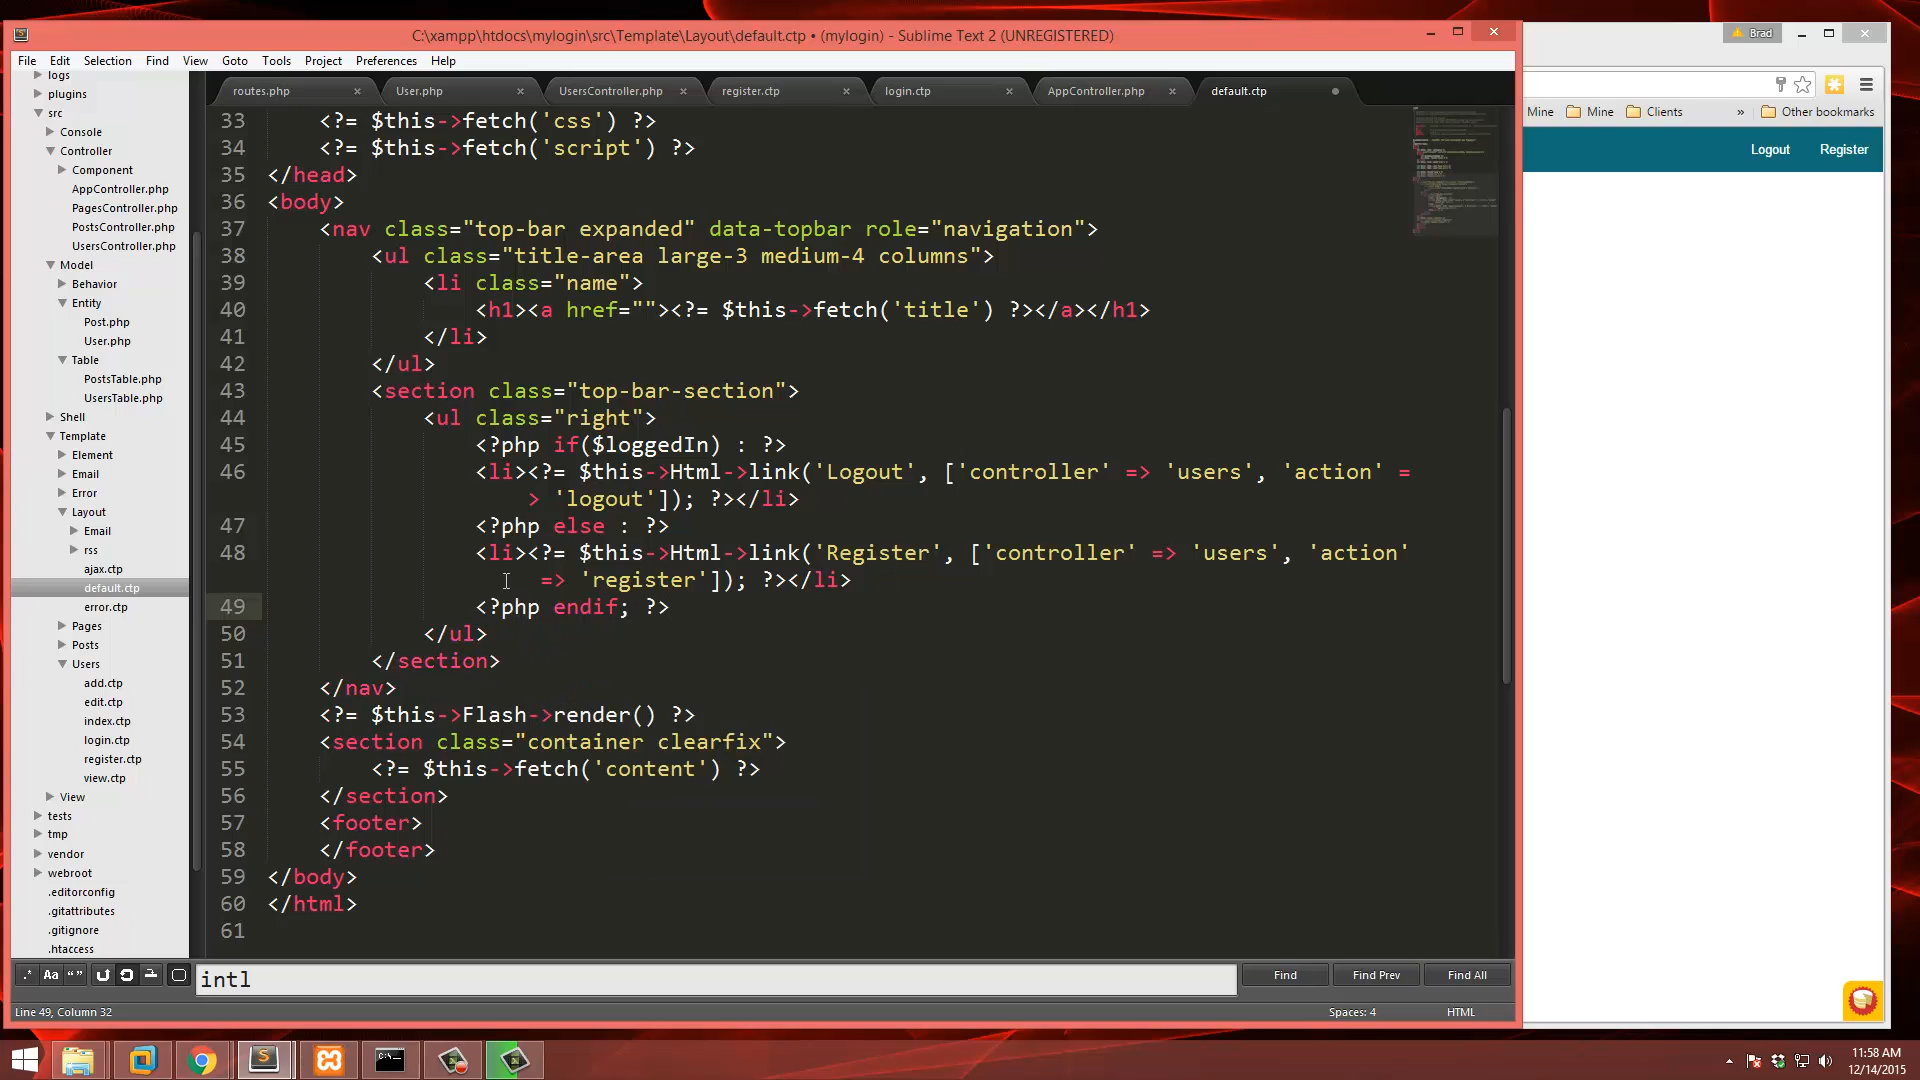 C:\xampp\htdocs\mylogin\src\Template\Layout\default.ctp • (mylogin) - Sublime Text 2 (UNREGISTERED)
Brad
File Edit Selection Find View Goto Tools Project Preferences Help
routes.php User.php UsersController.php register.ctp login.ctp AppController.php default.ctp
Mine Mine Clients » Other bookmarks
Logout Register
logs
plugins
src
Console
Controller
Component
AppController.php
PagesController.php
PostsController.php
UsersController.php
Model
Behavior
Entity
Post.php
User.php
Table
PostsTable.php
UsersTable.php
Shell
Template
Element
Email
Error
Layout
Email
rss
ajax.ctp
default.ctp
error.ctp
Pages
Posts
Users
add.ctp
edit.ctp
index.ctp
login.ctp
register.ctp
view.ctp
View
tests
tmp
vendor
webroot
.editorconfig
.gitattributes
.gitignore
.htaccess
33 <?= $this->fetch('css') ?>
34 <?= $this->fetch('script') ?>
35 </head>
36 <body>
37 <nav class="top-bar expanded" data-topbar role="navigation">
38 <ul class="title-area large-3 medium-4 columns">
39 <li class="name">
40 <h1><a href=""><?= $this->fetch('title') ?></a></h1>
41 </li>
42 </ul>
43 <section class="top-bar-section">
44 <ul class="right">
45 <?php if($loggedIn) : ?>
46 <li><?= $this->Html->link('Logout', ['controller' => 'users', 'action' =
> 'logout']); ?></li>
47 <?php else : ?>
48 <li><?= $this->Html->link('Register', ['controller' => 'users', 'action'
=> 'register']); ?></li>
49 <?php endif; ?>
50 </ul>
51 </section>
52 </nav>
53 <?= $this->Flash->render() ?>
54 <section class="container clearfix">
55 <?= $this->fetch('content') ?>
56 </section>
57 <footer>
58 </footer>
59 </body>
60 </html>
61
.* Aa “ ” intl Find Find Prev Find All
Line 49, Column 32 Spaces: 4 HTML
11:58 AM
12/14/2015